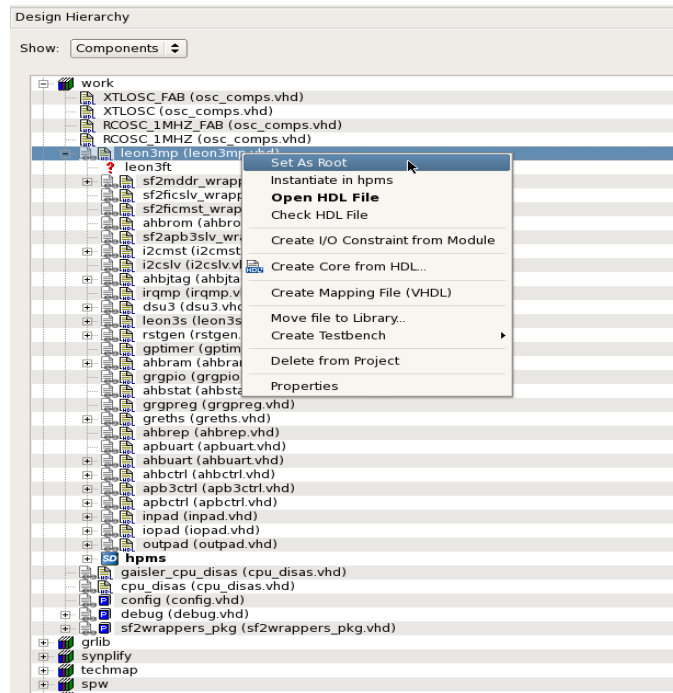 Design Hierarchy
Show: Components
work
XTLOSC_FAB (osc_comps.vhd)
XTLOSC (osc_comps.vhd)
RCOSC_1MHZ_FAB (osc_comps.vhd)
RCOSC_1MHZ (osc_comps.vhd)
leon3mp (leon3mp.vhd)
? leon3ft
sf2mddr_wrapp
sf2ficslv_wrapp
sf2ficmst_wrap
ahbrom (ahbro
sf2apb3slv_wra
i2cmst (i2cmst
i2cslv (i2cslv.vl
ahbjtag (ahbjta
irqmp (irqmp.v
dsu3 (dsu3.vhc
leon3s (leon3s
rstgen (rstgen.
gptimer (gptim
ahbram (ahbrar
grgpio (grgpio
ahbstat (ahbsta
grgpreg (grgpreg.vhd)
greths (greths.vhd)
ahbrep (ahbrep.vhd)
apbuart (apbuart.vhd)
ahbuart (ahbuart.vhd)
ahbctrl (ahbctrl.vhd)
apb3ctrl (apb3ctrl.vhd)
apbctrl (apbctrl.vhd)
inpad (inpad.vhd)
iopad (iopad.vhd)
outpad (outpad.vhd)
SD hpms
gaisler_cpu_disas (cpu_disas.vhd)
cpu_disas (cpu_disas.vhd)
config (config.vhd)
debug (debug.vhd)
sf2wrappers_pkg (sf2wrappers_pkg.vhd)
grlib
synplify
techmap
spw
Set As Root
Instantiate in hpms
Open HDL File
Check HDL File
Create I/O Constraint from Module
Create Core from HDL...
Create Mapping File (VHDL)
Move file to Library...
Create Testbench
Delete from Project
Properties